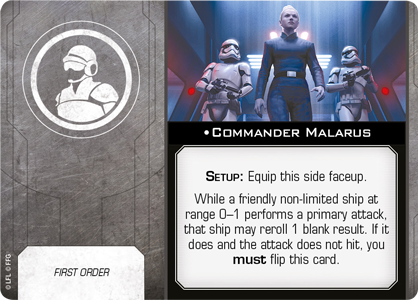 •Commander Malarus
Setup: Equip this side faceup.
While a friendly non-limited ship at
range 0–1 performs a primary attack,
that ship may reroll 1 blank result. If it
does and the attack does not hit, you
must flip this card.
FIRST ORDER
© LFL © FFG